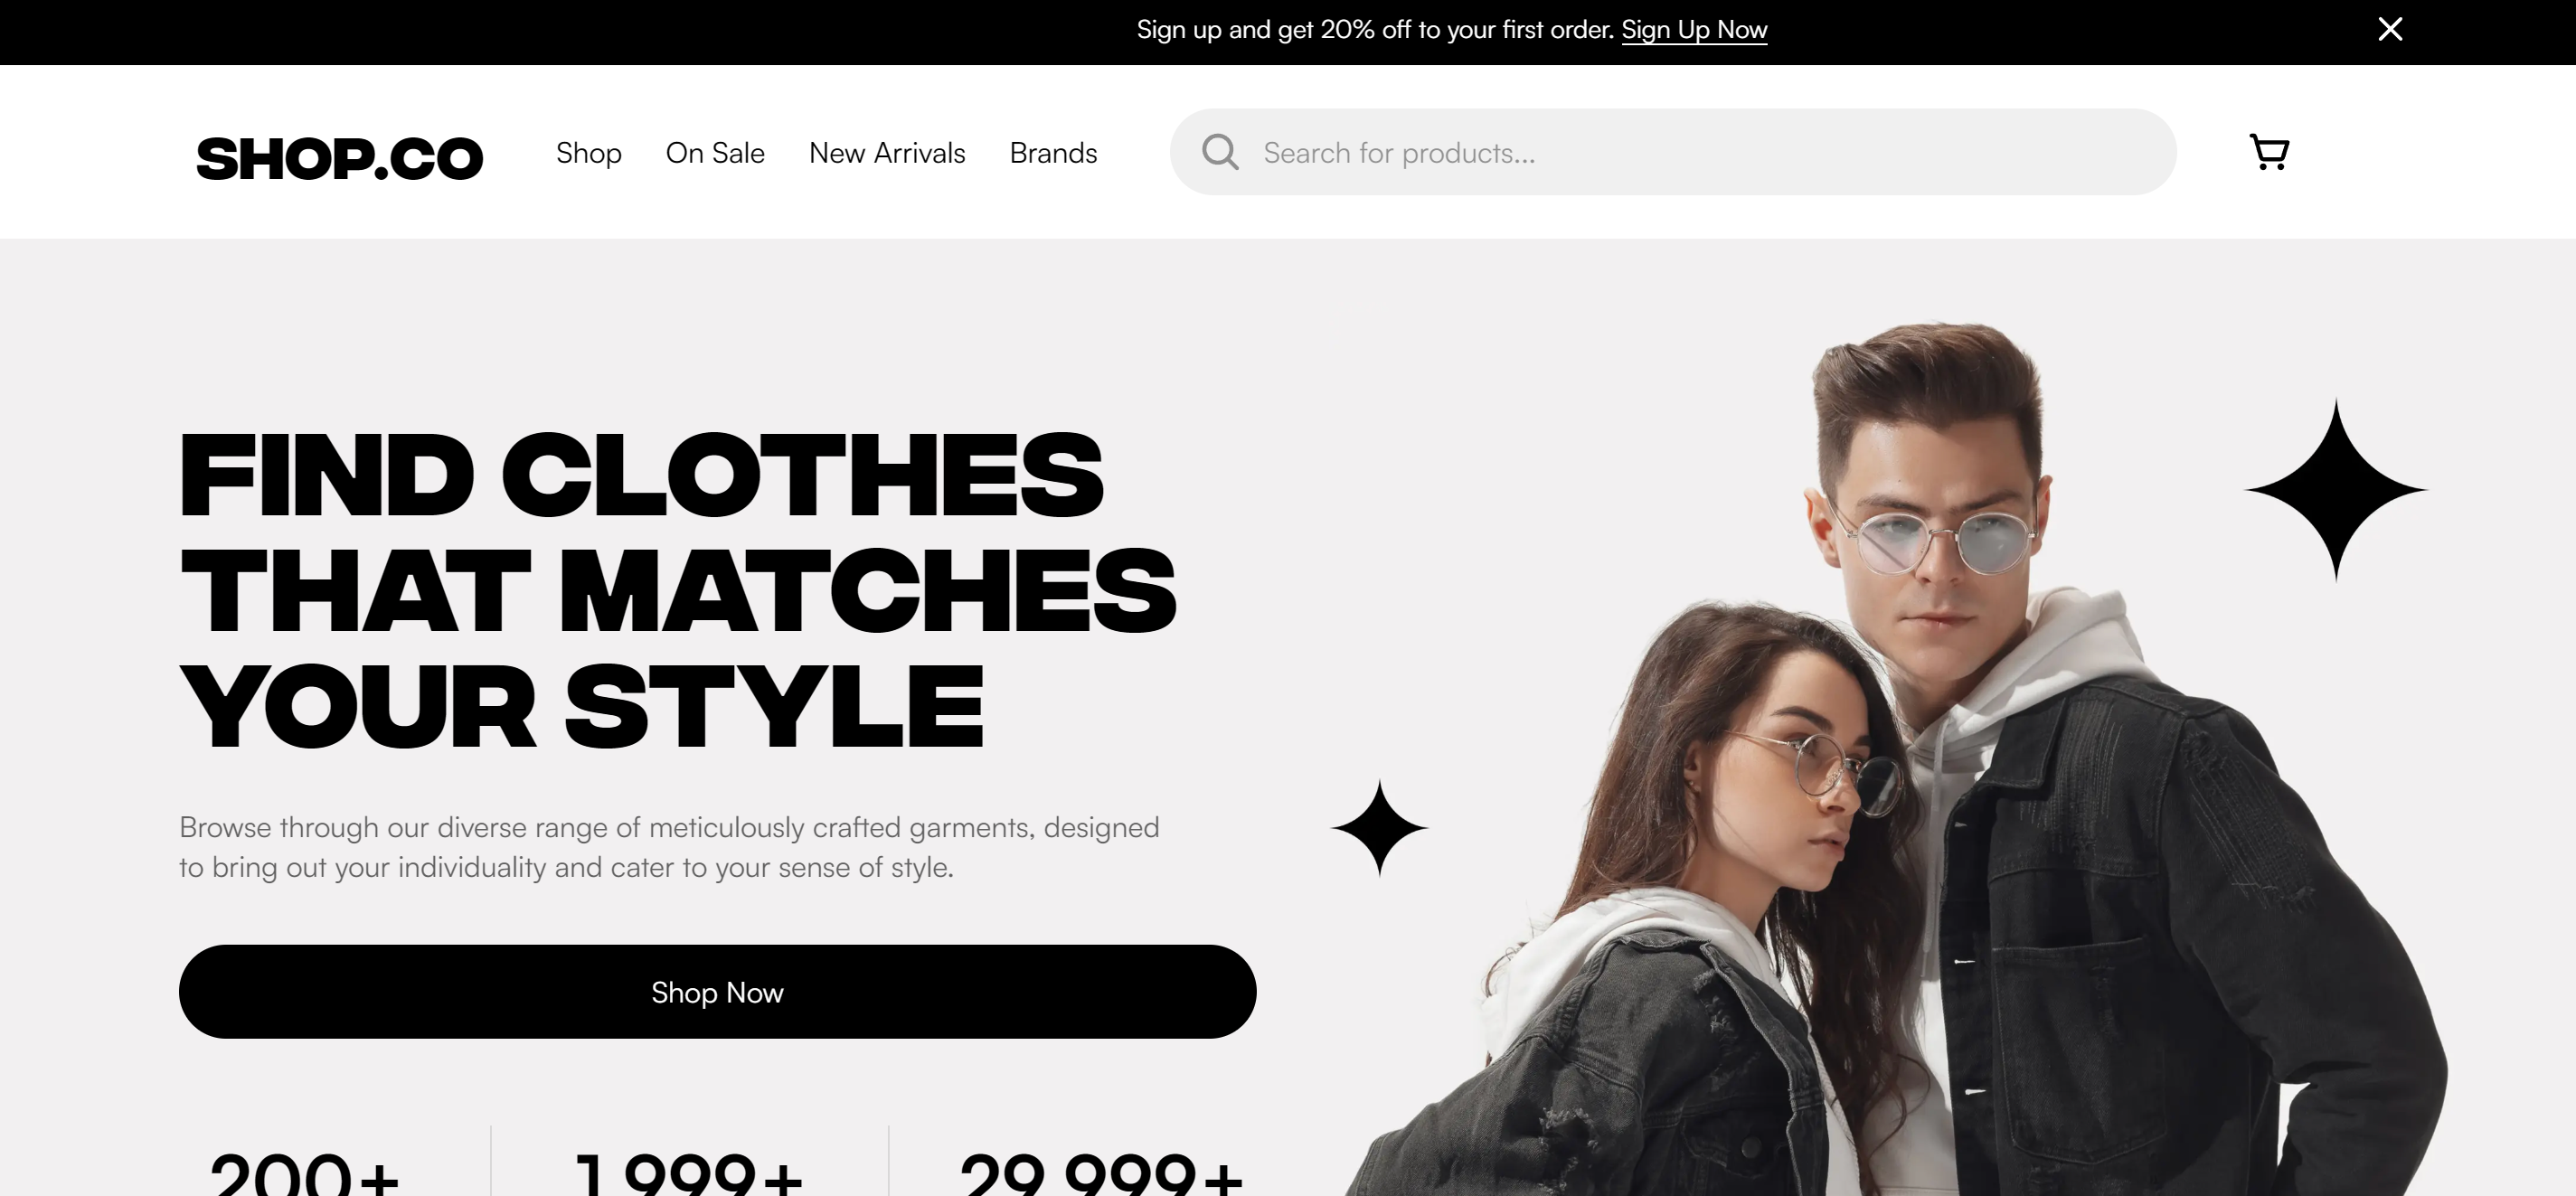 Sign up and get 20% off to your first order. Sign Up Now
SHOP.CO
Shop
On Sale
New Arrivals
Brands
Search for products...
FIND CLOTHES
THAT MATCHES
YOUR STYLE
Browse through our diverse range of meticulously crafted garments, designed
to bring out your individuality and cater to your sense of style.
Shop Now
200+
1 999+
29 999+